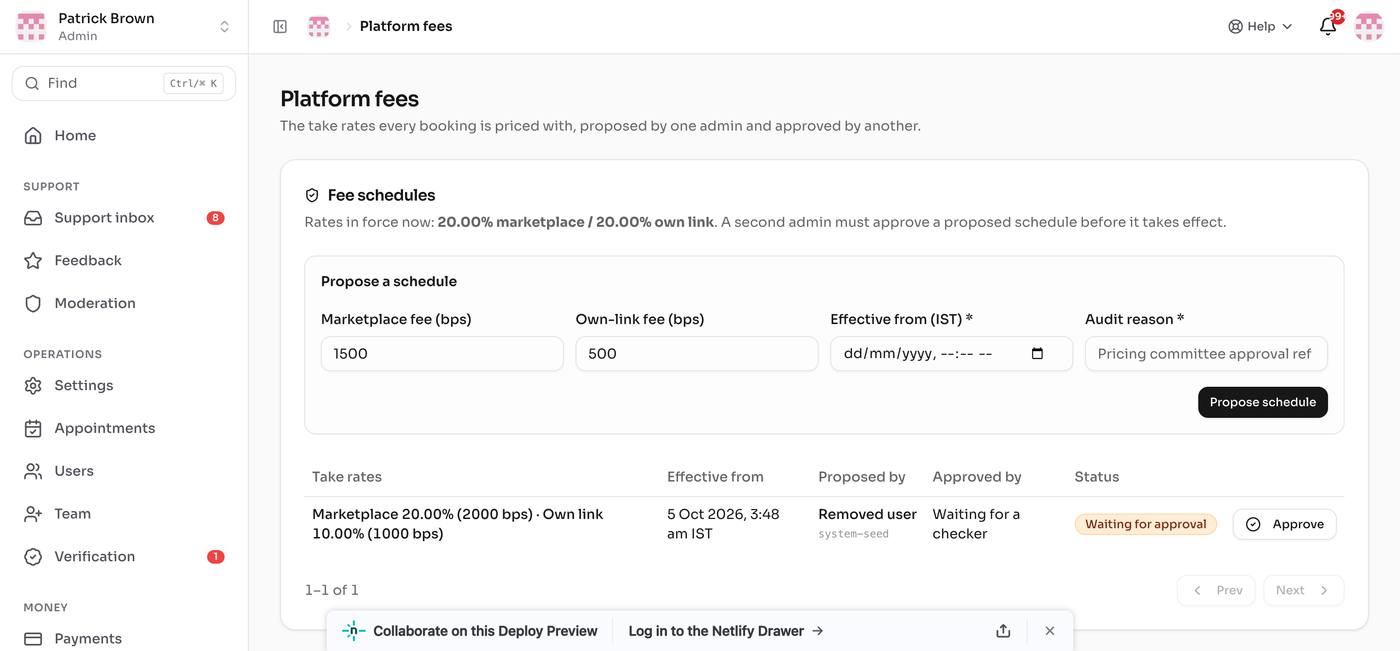 Patrick Brown
Admin
Platform fees
Help
99+
Find
Ctrl/⌘ K
Home
SUPPORT
Support inbox 8
Feedback
Moderation
OPERATIONS
Settings
Appointments
Users
Team
Verification 1
MONEY
Payments
Platform fees
The take rates every booking is priced with, proposed by one admin and approved by another.
Fee schedules
Rates in force now: 20.00% marketplace / 20.00% own link. A second admin must approve a proposed schedule before it takes effect.
Propose a schedule
Marketplace fee (bps) Own-link fee (bps) Effective from (IST) * Audit reason *
1500 500 dd/mm/yyyy, --:-- -- Pricing committee approval ref
Propose schedule
Take rates Effective from Proposed by Approved by Status
Marketplace 20.00% (2000 bps) · Own link 5 Oct 2026, 3:48 Removed user Waiting for a Waiting for approval Approve
10.00% (1000 bps) am IST system-seed checker
1–1 of 1
Prev Next
Collaborate on this Deploy Preview Log in to the Netlify Drawer →